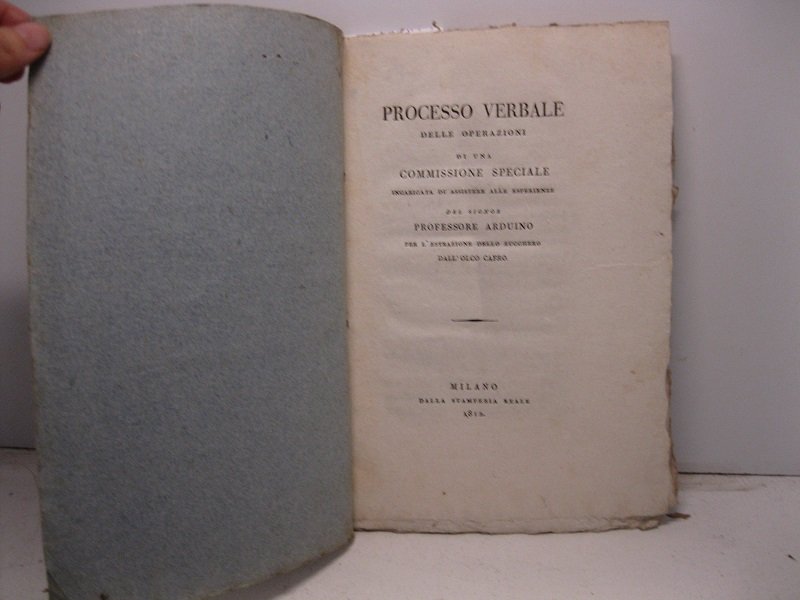 PROCESSO VERBALE
DELLE OPERAZIONI
DI UNA
COMMISSIONE SPECIALE
INCARICATA DI ASSISTERE ALLE ESPERIENZE
DEL SIGNOR
PROFESSORE ARDUINO
PER L'ESTRAZIONE DELLO ZUCCHERO
DALL'OLCO CAFRO.
MILANO
DALLA STAMPERIA REALE
1812.